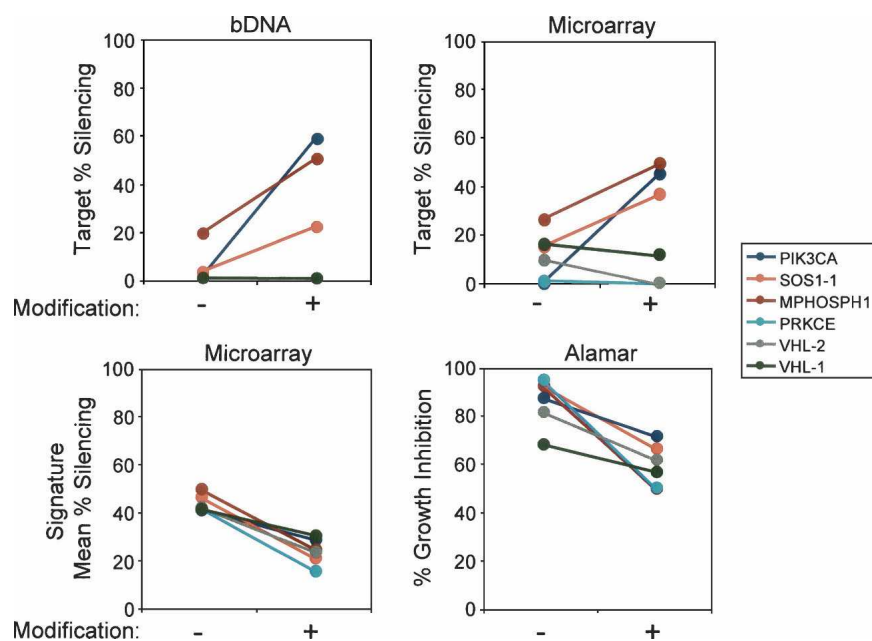 bDNA
Target % Silencing
100
80
60
40
20
0
Modification:
-
+
Microarray
Target % Silencing
100
80
60
40
20
0
-
+
PIK3CA
SOS1-1
MPHOSPH1
PRKCE
VHL-2
VHL-1
Microarray
Signature
Mean % Silencing
100
80
60
40
20
0
Modification:
-
+
Alamar
% Growth Inhibition
100
80
60
40
20
0
-
+